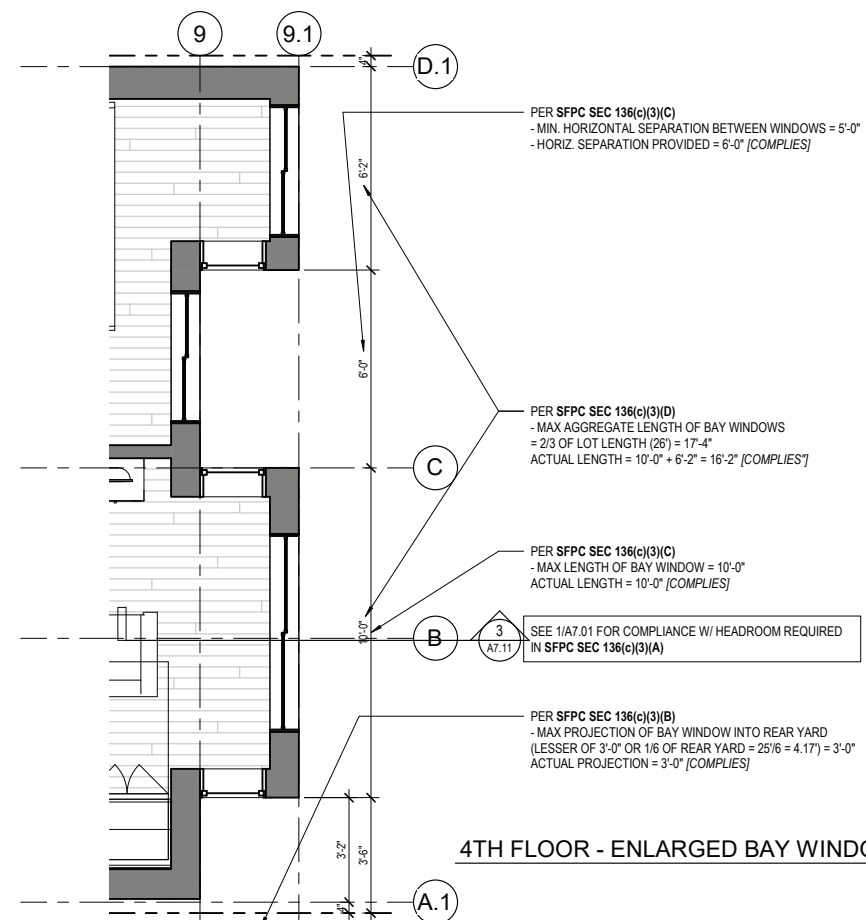 9
9.1
4"
D.1
PER SFPC SEC 136(c)(3)(C)
- MIN. HORIZONTAL SEPARATION BETWEEN WINDOWS = 5'-0"
- HORIZ. SEPARATION PROVIDED = 6'-0" [COMPLIES]
6'-2"
6'-0"
PER SFPC SEC 136(c)(3)(D)
- MAX AGGREGATE LENGTH OF BAY WINDOWS
= 2/3 OF LOT LENGTH (26') = 17'-4"
ACTUAL LENGTH = 10'-0" + 6'-2" = 16'-2" [COMPLIES"]
C
PER SFPC SEC 136(c)(3)(C)
- MAX LENGTH OF BAY WINDOW = 10'-0"
ACTUAL LENGTH = 10'-0" [COMPLIES]
10'-0"
B
3
A7.11
SEE 1/A7.01 FOR COMPLIANCE W/ HEADROOM REQUIRED
IN SFPC SEC 136(c)(3)(A)
PER SFPC SEC 136(c)(3)(B)
- MAX PROJECTION OF BAY WINDOW INTO REAR YARD
(LESSER OF 3'-0" OR 1/6 OF REAR YARD = 25'/6 = 4.17') = 3'-0"
ACTUAL PROJECTION = 3'-0" [COMPLIES]
3'-2"
3'-6"
4TH FLOOR - ENLARGED BAY WINDO
A.1
4"